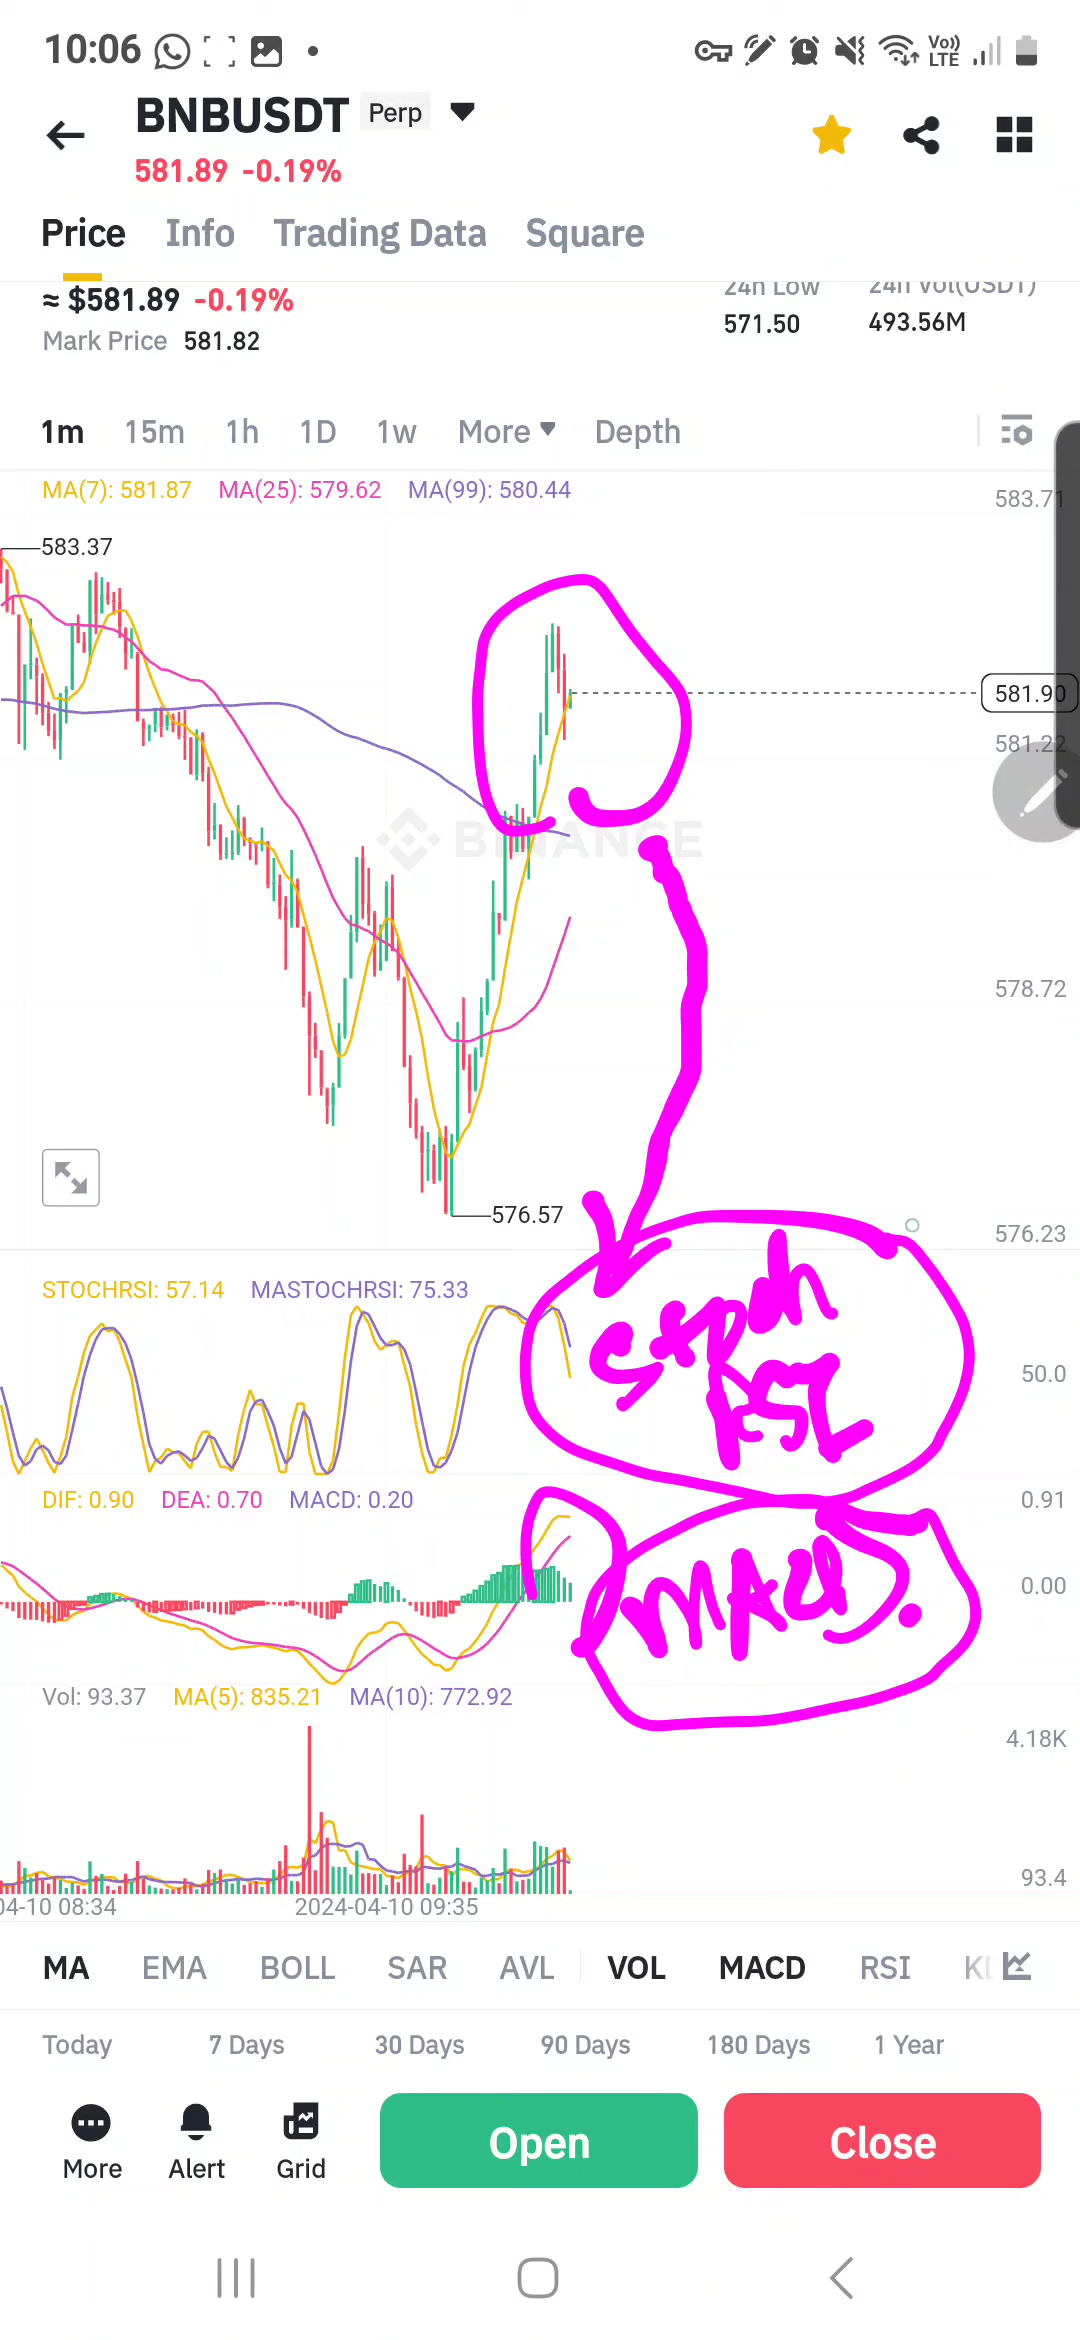 10:06
Vo))
LTE
BNBUSDT Perp
581.89 -0.19%
Price Info Trading Data Square
≈ $581.89 -0.19%
24h Low 24h Vol(USDT)
Mark Price 581.82
571.50 493.56M
1m 15m 1h 1D 1w More Depth
MA(7): 581.87 MA(25): 579.62 MA(99): 580.44
583.71
583.37
581.90
581.22
BINANCE
578.72
576.57
576.23
STOCHRSI: 57.14 MASTOCHRSI: 75.33
50.0
RSI
DIF: 0.90 DEA: 0.70 MACD: 0.20
0.91
0.00
MACD.
Vol: 93.37 MA(5): 835.21 MA(10): 772.92
4.18K
93.4
04-10 08:34 2024-04-10 09:35
MA EMA BOLL SAR AVL VOL MACD RSI
Today 7 Days 30 Days 90 Days 180 Days 1 Year
More Alert Grid Open Close